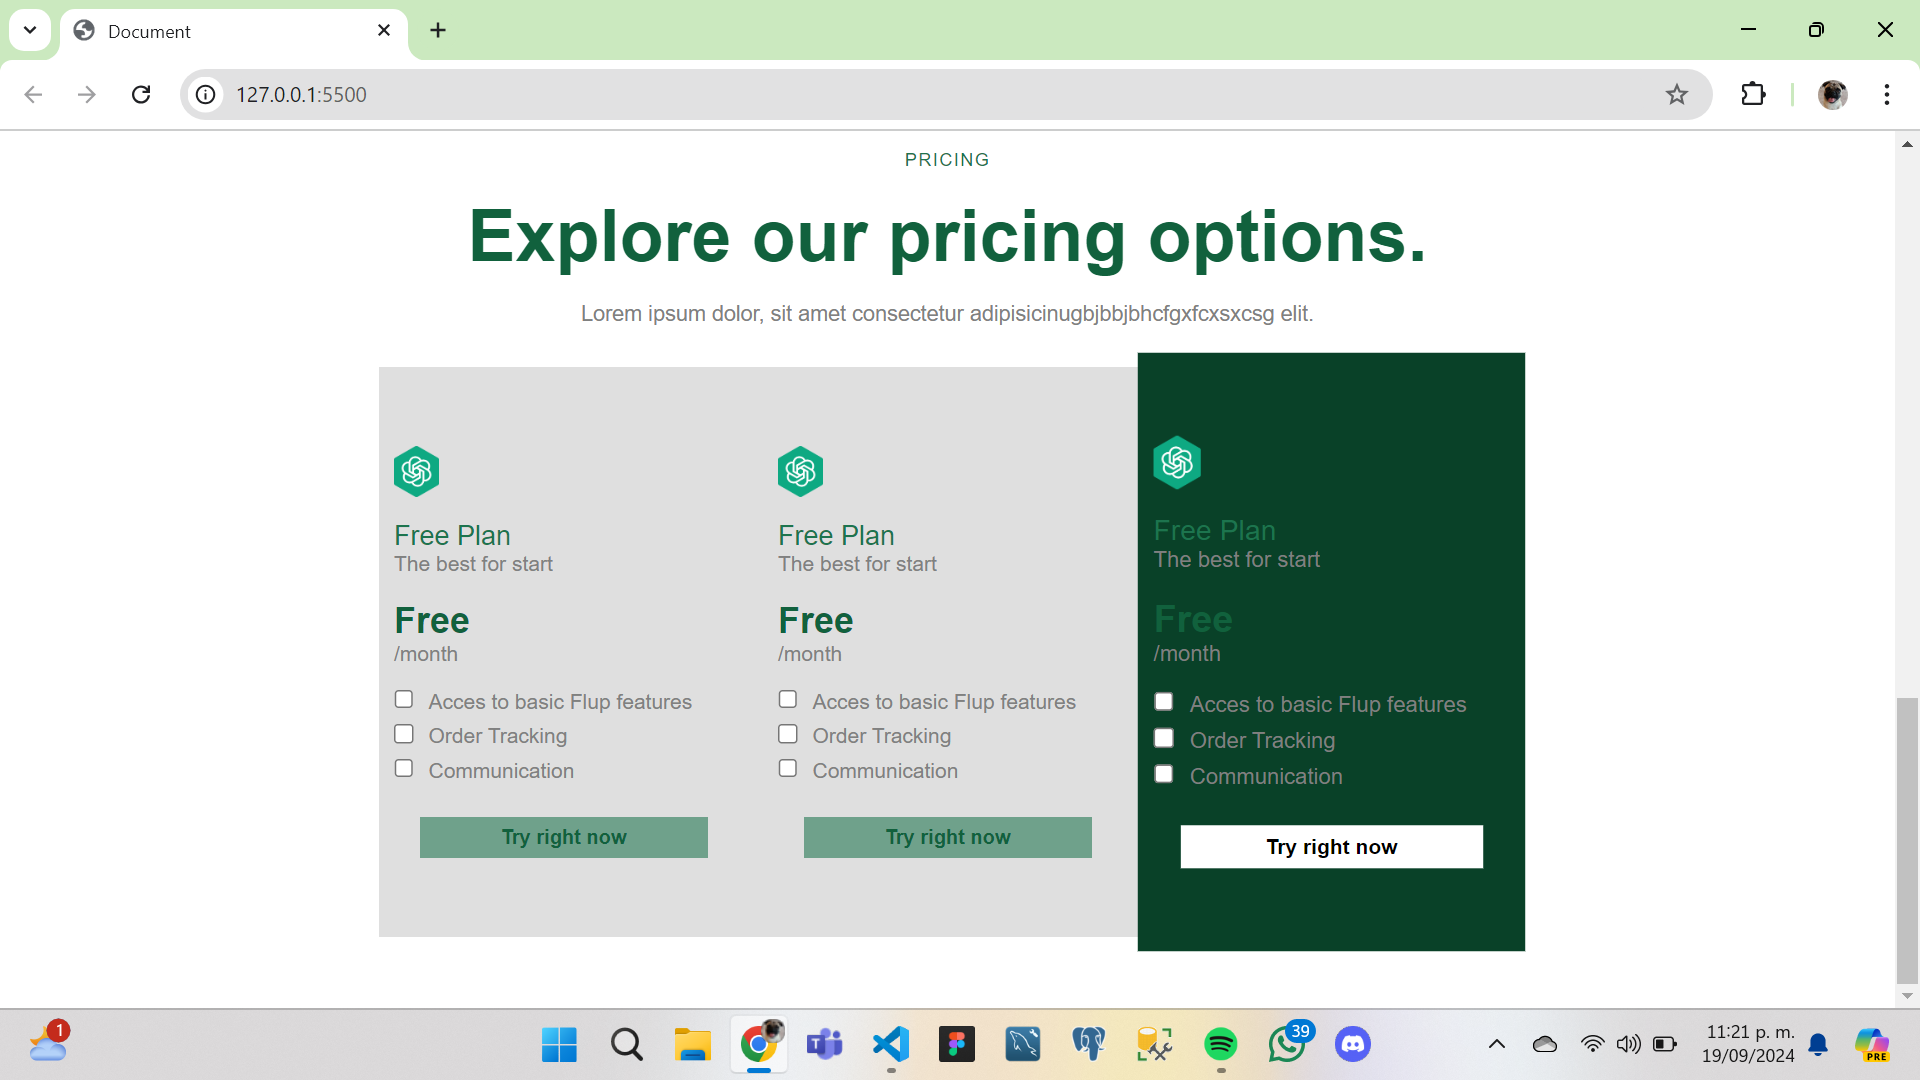 Document
127.0.0.1:5500
PRICING
Explore our pricing options.
Lorem ipsum dolor, sit amet consectetur adipisicinugbjbbjbhcfgxfcxsxcsg elit.
Free Plan
The best for start
Free
/month
Acces to basic Flup features
Order Tracking
Communication
Try right now
Free Plan
The best for start
Free
/month
Acces to basic Flup features
Order Tracking
Communication
Try right now
Free Plan
The best for start
Free
/month
Acces to basic Flup features
Order Tracking
Communication
Try right now
1
T
39
11:21 p. m.
19/09/2024
PRE